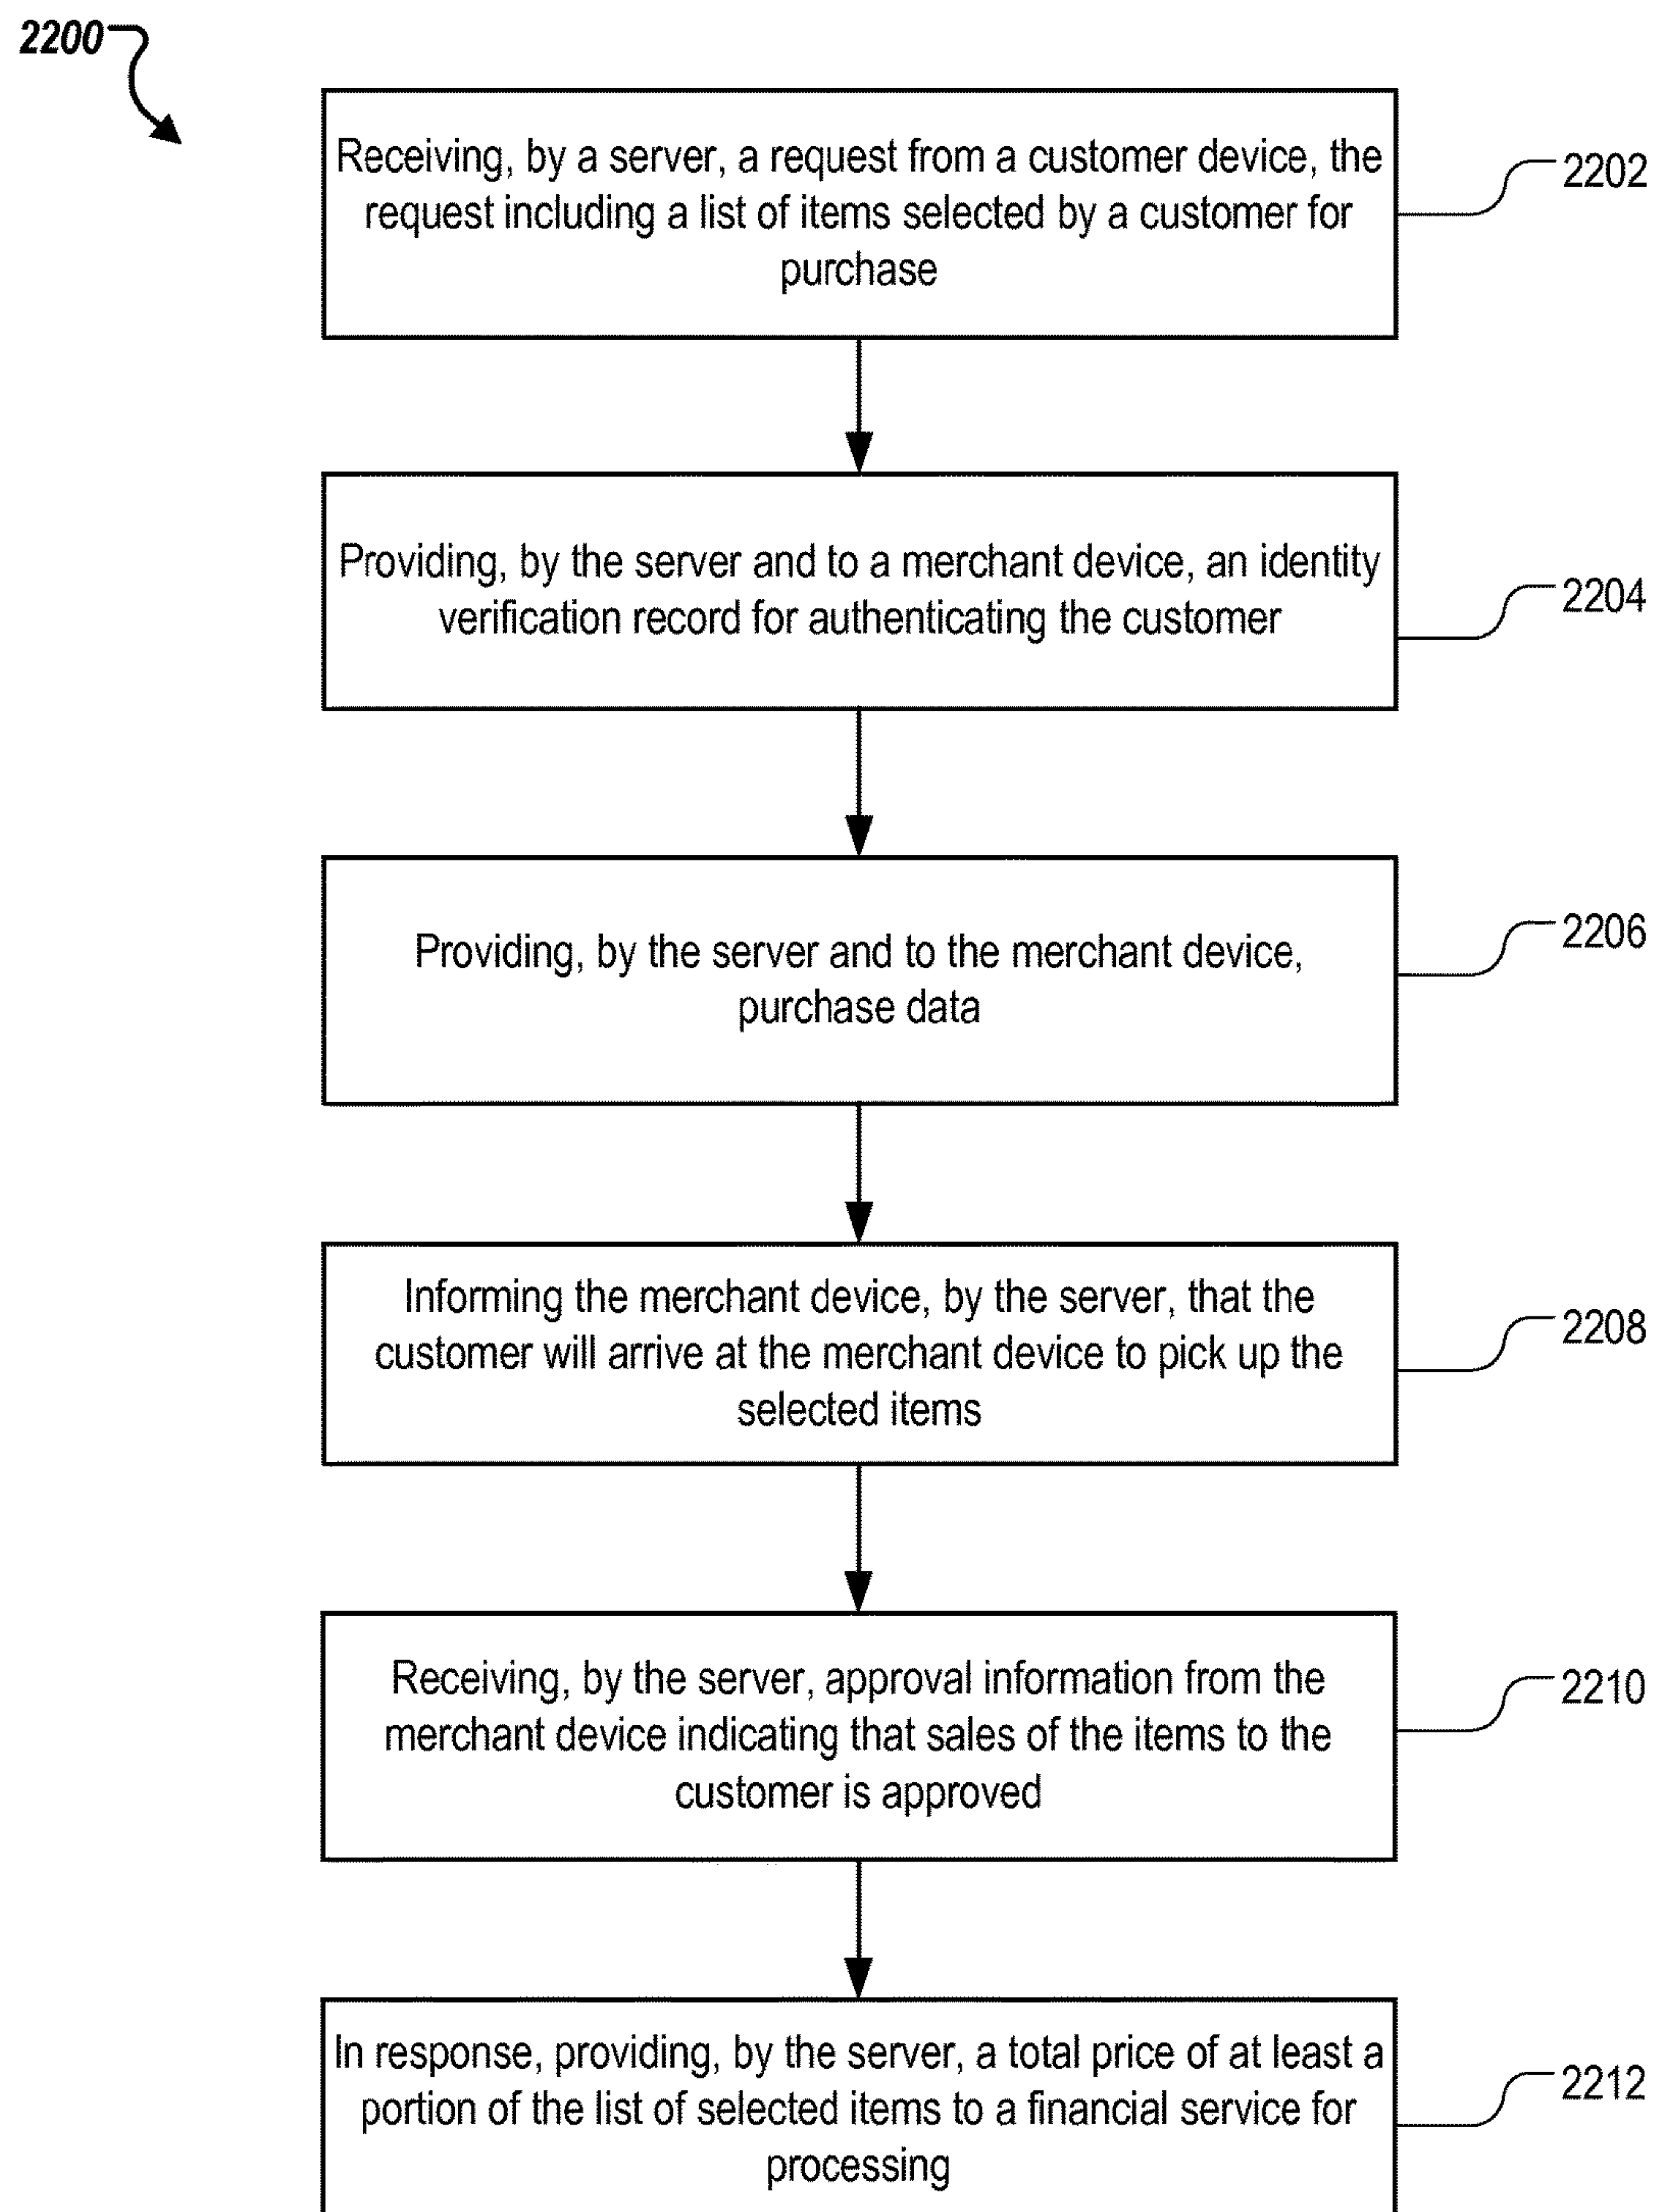 2200
Receiving, by a server, a request from a customer device, the
request including a list of items selected by a customer for
purchase
2202
Providing, by the server and to a merchant device, an identity
verification record for authenticating the customer
2204
Providing, by the server and to the merchant device,
purchase data
2206
Informing the merchant device, by the server, that the
customer will arrive at the merchant device to pick up the
selected items
2208
Receiving, by the server, approval information from the
merchant device indicating that sales of the items to the
customer is approved
2210
In response, providing, by the server, a total price of at least a
portion of the list of selected items to a financial service for
processing
2212